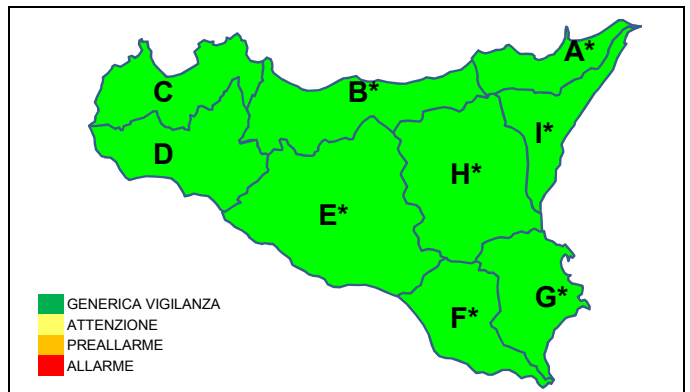 A*
C
B*
I*
D
H*
E*
G*
F*
GENERICA VIGILANZA
ATTENZIONE
PREALLARME
ALLARME